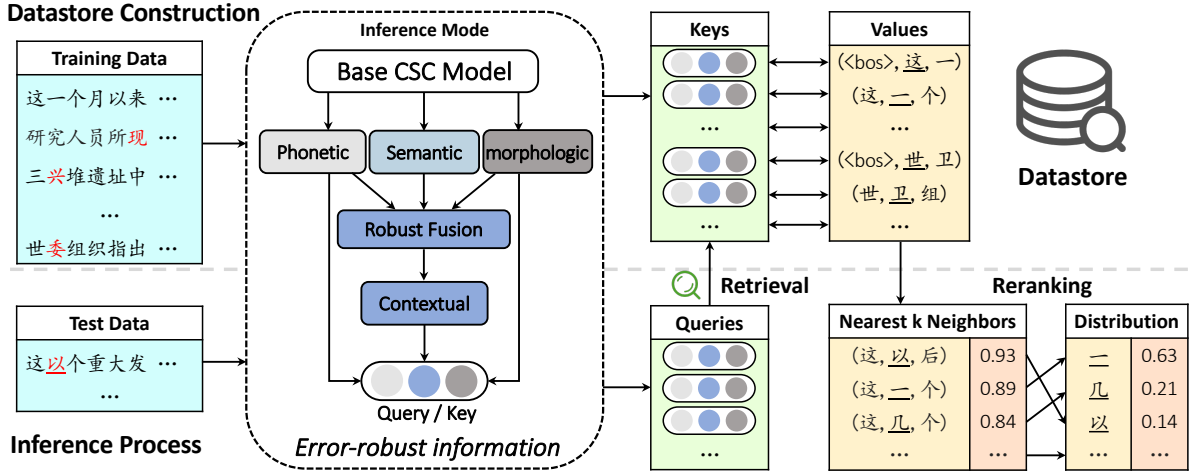 Datastore Construction
Training Data
这一个月以来 …
研究人员所现 …
三兴堆遗址中 …
…
世委组织指出 …
Inference Mode
Base CSC Model
Phonetic
Semantic
morphologic
Robust Fusion
Contextual
Query / Key
Error-robust information
Keys
...
...
Values
(<bos>, 这, 一)
(这, 一, 个)
...
(<bos>, 世, 卫)
(世, 卫, 组)
...
Datastore
Test Data
这以个重大发 …
…
Inference Process
Retrieval
Queries
...
Reranking
Nearest k Neighbors
(这, 以, 后) 0.93
(这, 一, 个) 0.89
(这, 几, 个) 0.84
... ...
Distribution
一 0.63
几 0.21
以 0.14
... ...